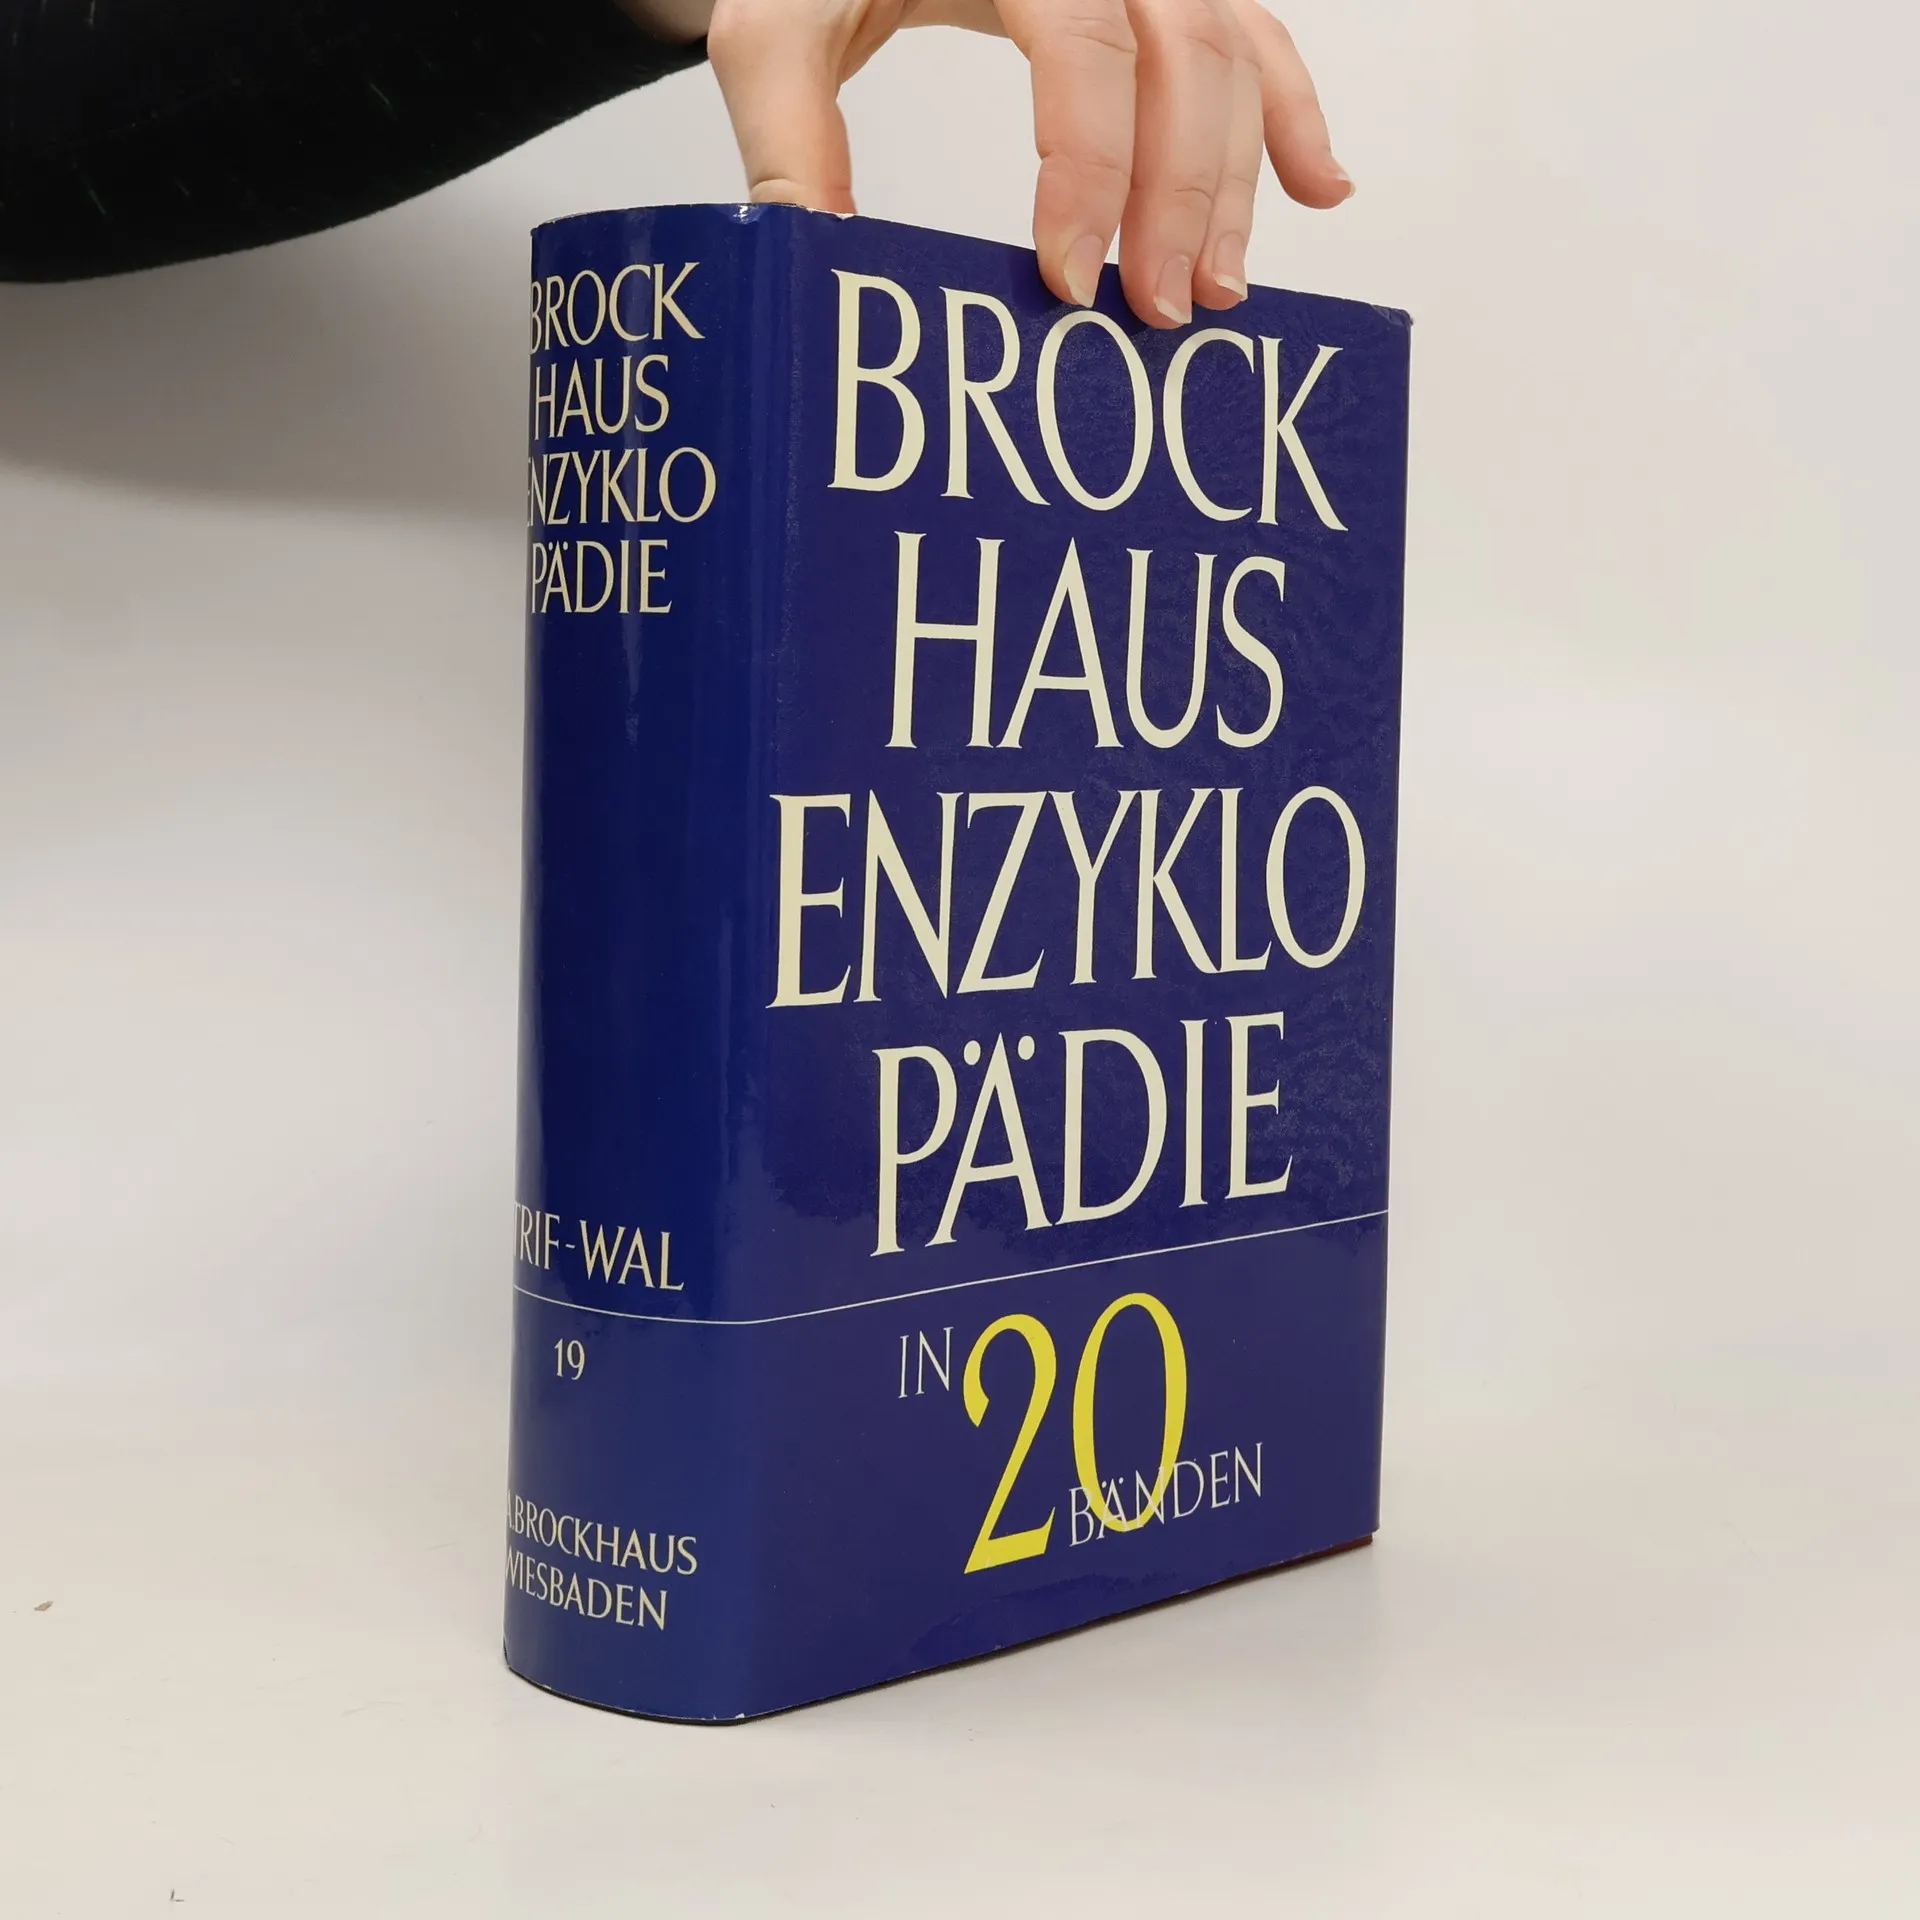 BROCK
HAUS
ENZYKLO
PÄDIE
TRIF-WAL
19
A.BROCKHAUS
WIESBADEN
BROCK
HAUS
ENZYKLO
PÄDIE
IN 20
BÄNDEN